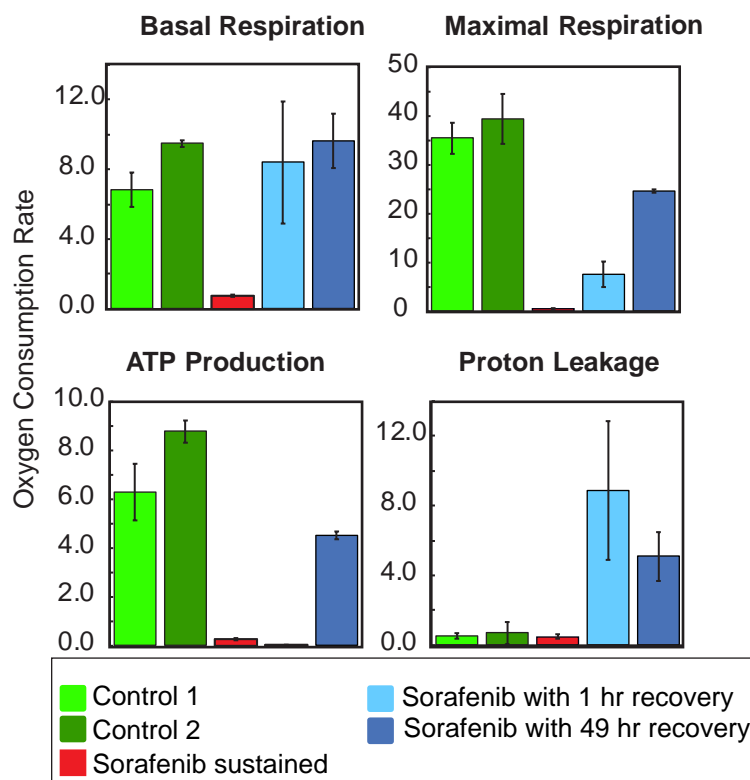 Basal Respiration
Maximal Respiration
Oxygen Consumption Rate
12.0
8.0
4.0
0.0
50
40
30
20
10
0
ATP Production
Proton Leakage
10.0
8.0
6.0
4.0
2.0
0.0
12.0
8.0
4.0
0.0
Control 1
Control 2
Sorafenib sustained
Sorafenib with 1 hr recovery
Sorafenib with 49 hr recovery